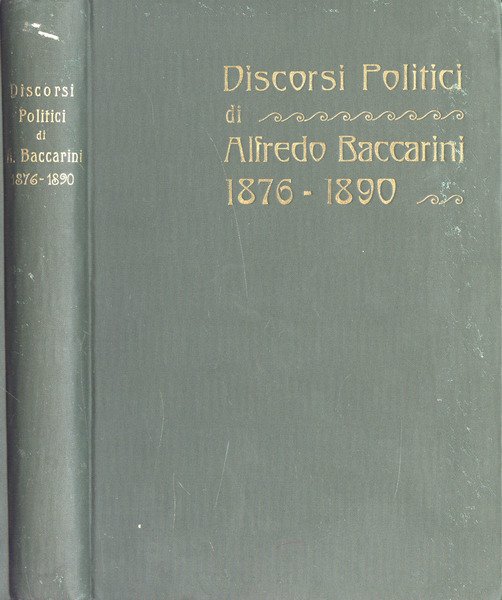 Discorsi
Politici
di
A. Baccarini
1876-1890
Discorsi Politici
di
Alfredo Baccarini
1876 - 1890